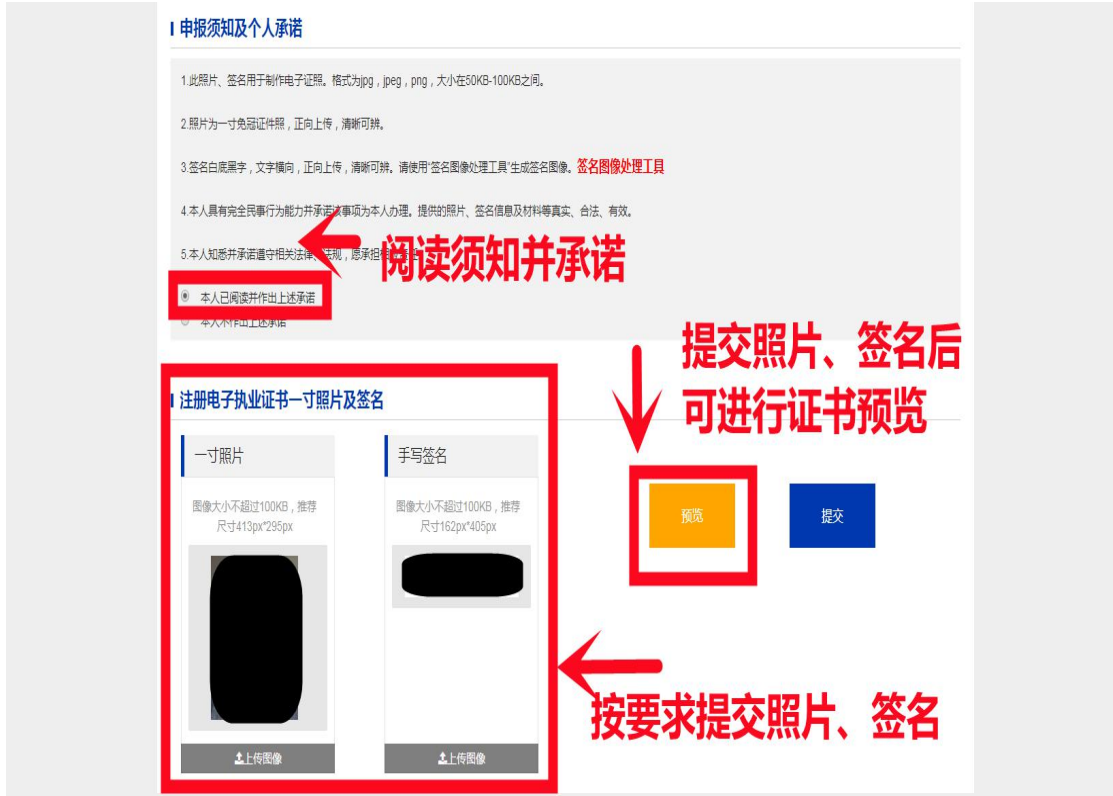 申报须知及个人承诺
1.此照片、签名用于制作电子证照。格式为jpg，jpeg，png，大小在50KB-100KB之间。
2.照片为一寸免冠证件照，正向上传，清晰可辨。
3.签名白底黑字，文字横向，正向上传，清晰可辨。请使用“签名图像处理工具”生成签名图像。签名图像处理工具
4.本人具有完全民事行为能力并承诺该事项为本人办理。提供的照片、签名信息及材料等真实、合法、有效。
5.本人知悉并承诺遵守相关法律、法规，愿承担
阅读须知并承诺
本人已阅读并作出上述承诺
本人不作出上述承诺
提交照片、签名后
可进行证书预览
注册电子执业证书一寸照片及签名
一寸照片
图像大小不超过100KB，推荐
尺寸413px*295px
上传图像
手写签名
图像大小不超过100KB，推荐
尺寸162px*405px
上传图像
预览
提交
按要求提交照片、签名